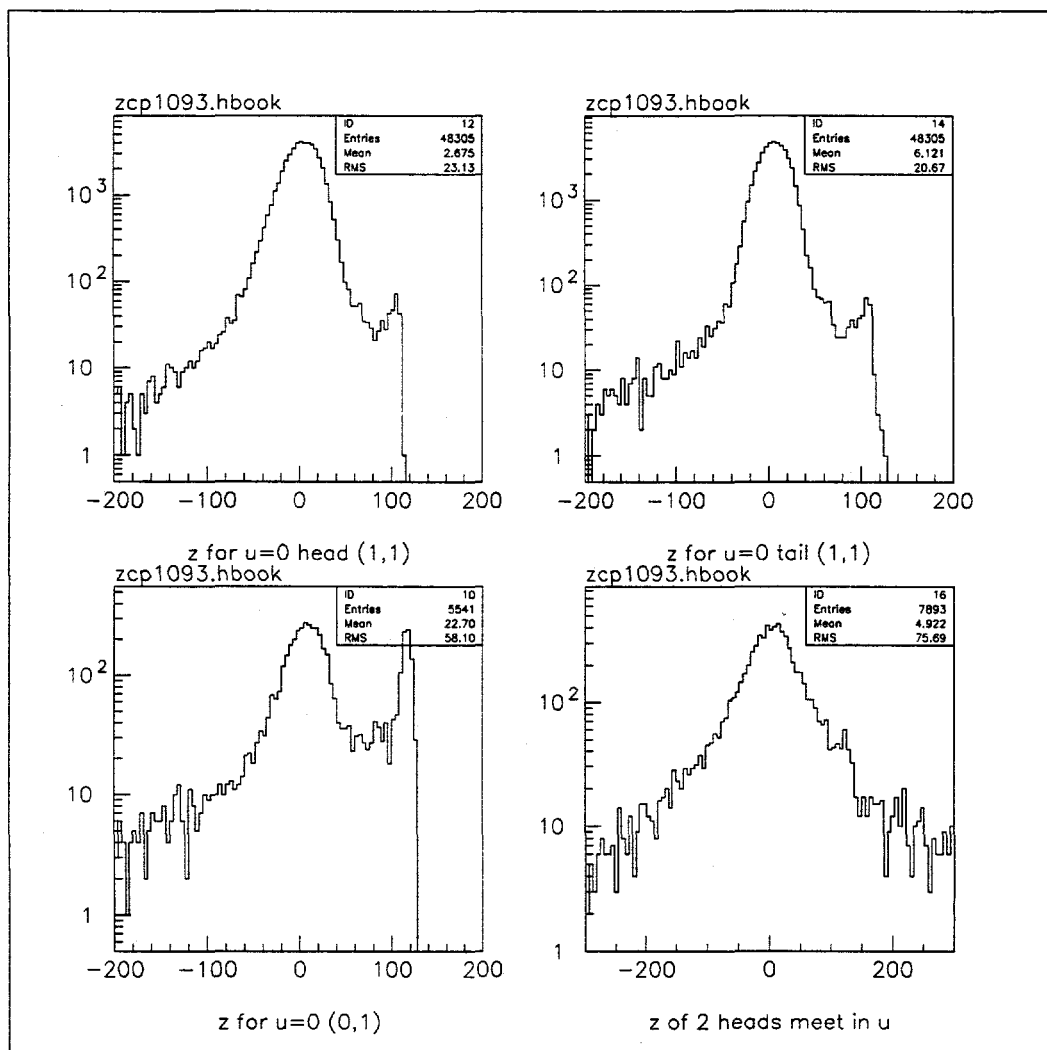 zcp1093.hbook
ID 12
Entries 48305
Mean 2.675
RMS 23.13
10 3
10 2
10
1
-200 -100 0 100 200
z for u=0 head (1,1)
zcp1093.hbook
ID 14
Entries 48305
Mean 6.121
RMS 20.67
10 3
10 2
10
1
-200 -100 0 100 200
z for u=0 tail (1,1)
zcp1093.hbook
ID 10
Entries 5541
Mean 22.70
RMS 58.10
10 2
10
1
-200 -100 0 100 200
z for u=0 (0,1)
zcp1093.hbook
ID 16
Entries 7893
Mean 4.922
RMS 75.69
10 2
10
1
-200 0 200
z of 2 heads meet in u